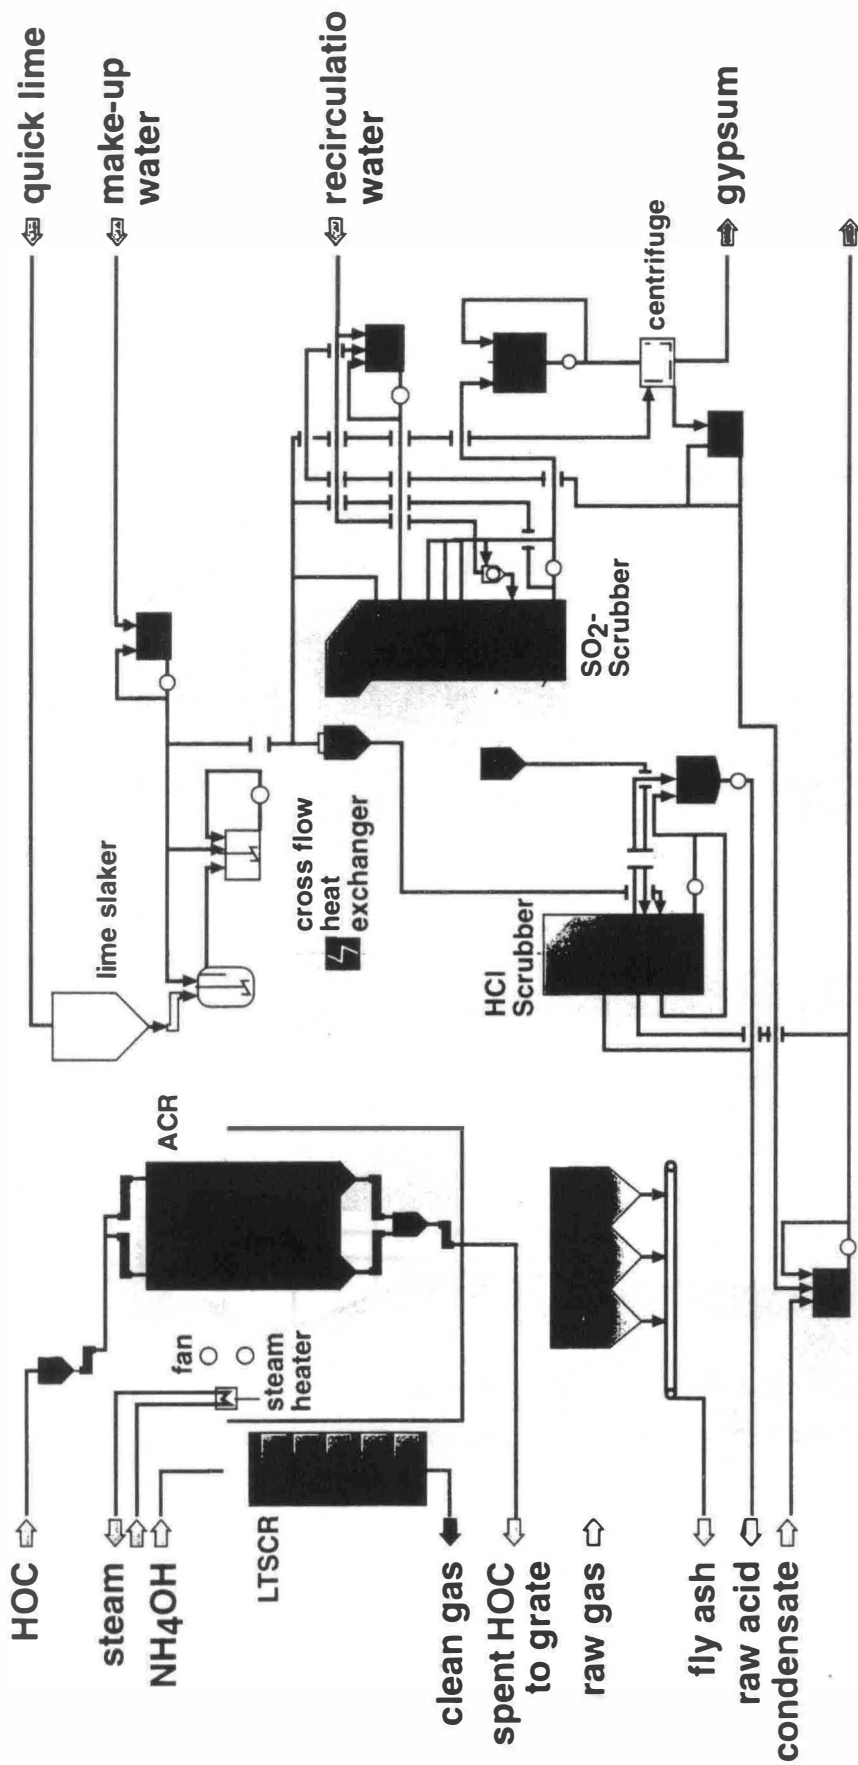 HOC
steam
NH4OH
LTSCR
fan
steam
heater
ACR
clean gas
spent HOC
to grate
raw gas
fly ash
raw acid
condensate
lime slaker
cross flow
heat
exchanger
HCl
Scrubber
SO2-
Scrubber
centrifuge
quick lime
make-up
water
recirculatio
water
gypsum